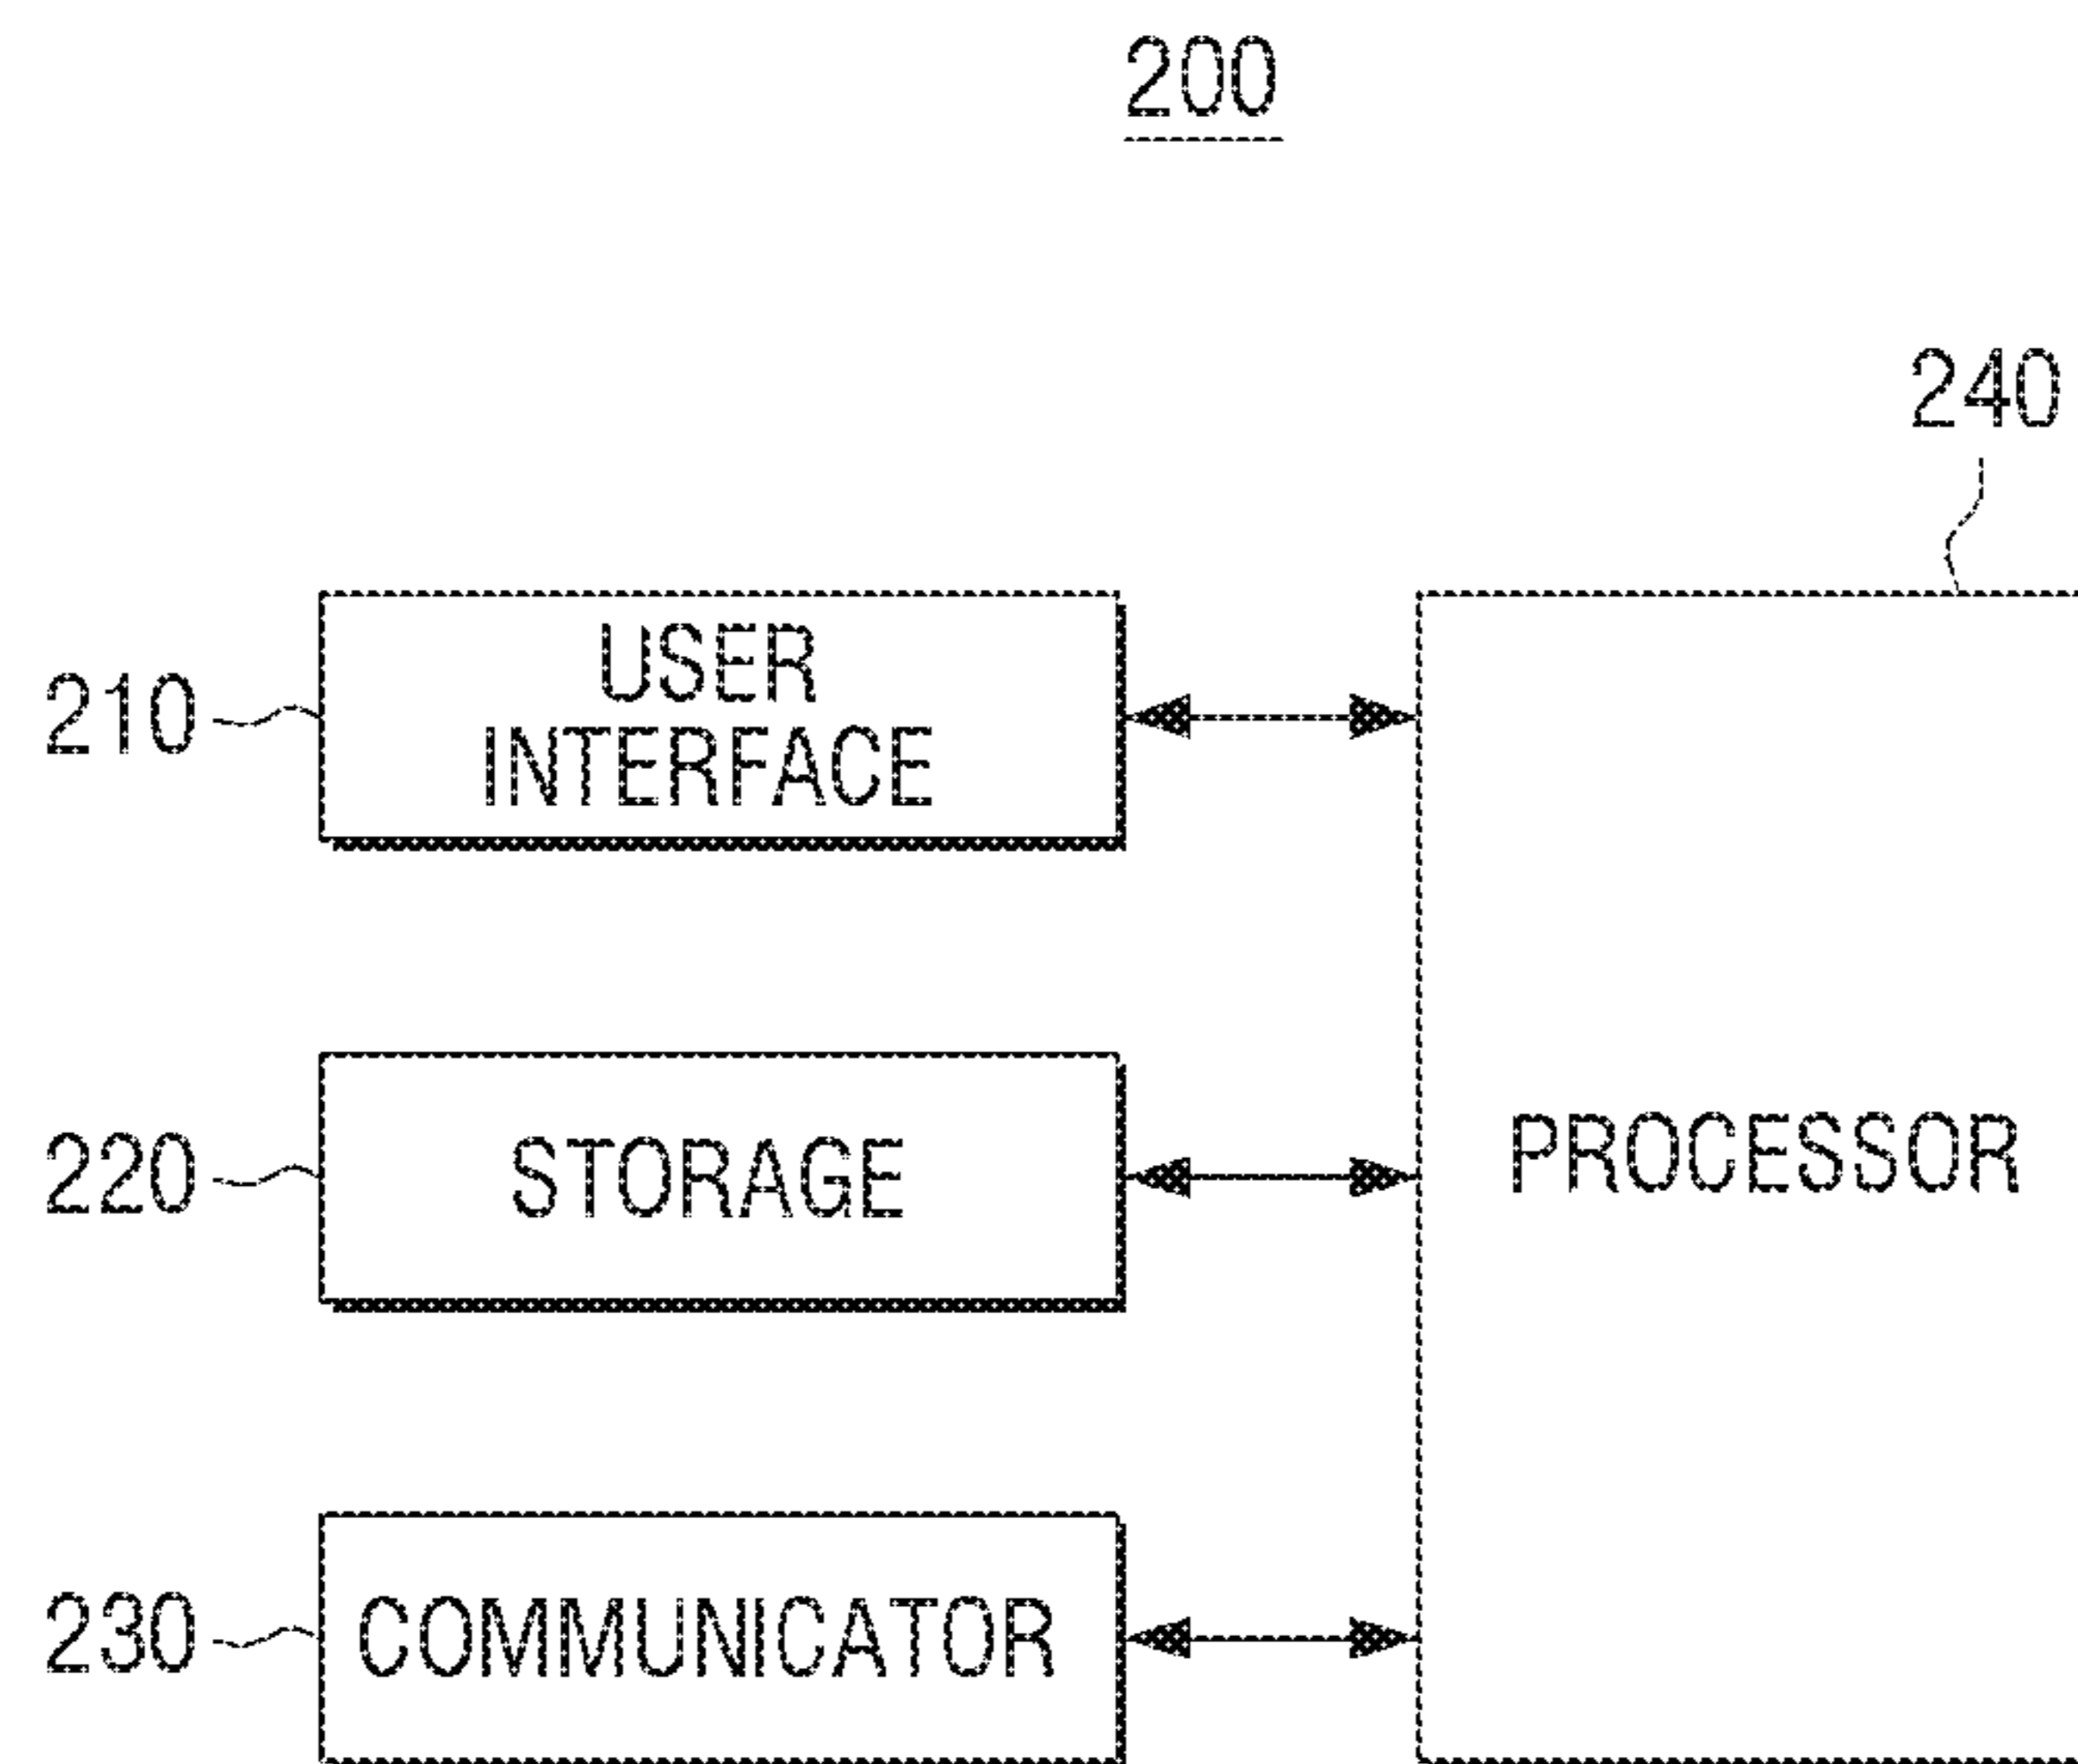 200
240
210
USER
INTERFACE
220
STORAGE
PROCESSOR
230
COMMUNICATOR